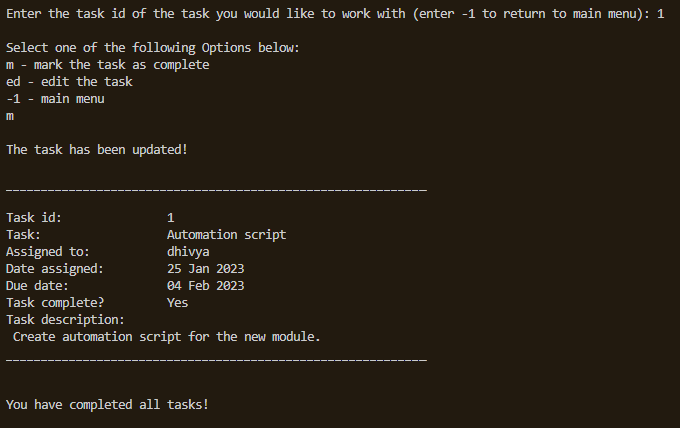 Enter the task id of the task you would like to work with (enter -1 to return to main menu): 1
Select one of the following Options below:
m - mark the task as complete
ed - edit the task
-1 - main menu
m
The task has been updated!
____________________________________________________________
Task id: 1
Task: Automation script
Assigned to: dhivya
Date assigned: 25 Jan 2023
Due date: 04 Feb 2023
Task complete? Yes
Task description:
Create automation script for the new module.
____________________________________________________________
You have completed all tasks!